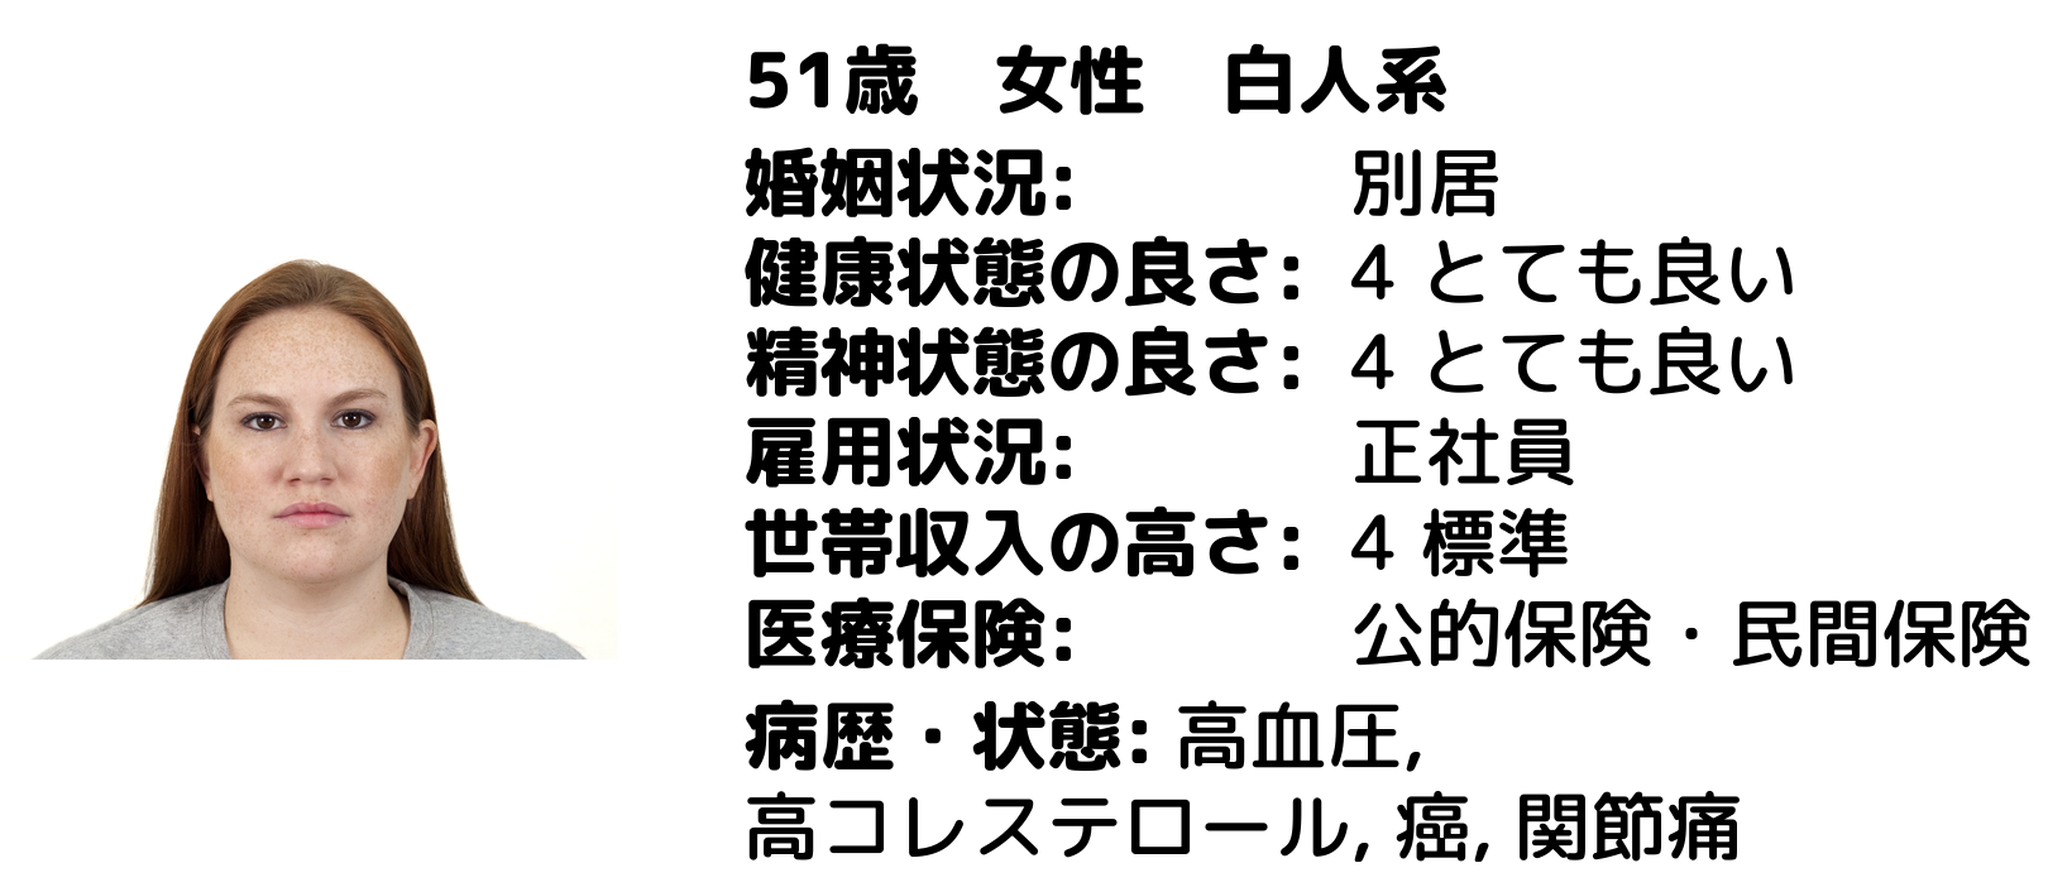 51歳　女性　白人系
婚姻状況: 別居
健康状態の良さ: 4 とても良い
精神状態の良さ: 4 とても良い
雇用状況: 正社員
世帯収入の高さ: 4 標準
医療保険: 公的保険・民間保険
病歴・状態: 高血圧,
高コレステロール, 癌, 関節痛